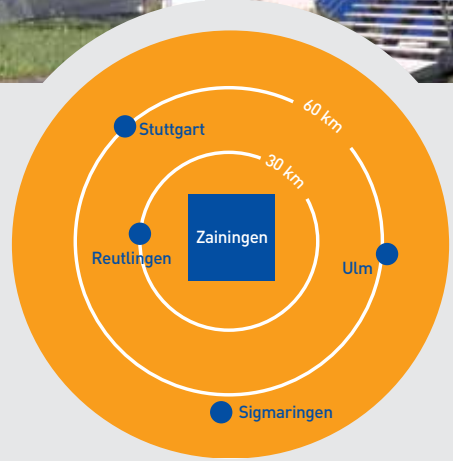 60 km
Stuttgart
30 km
Zainingen
Reutlingen
Ulm
Sigmaringen